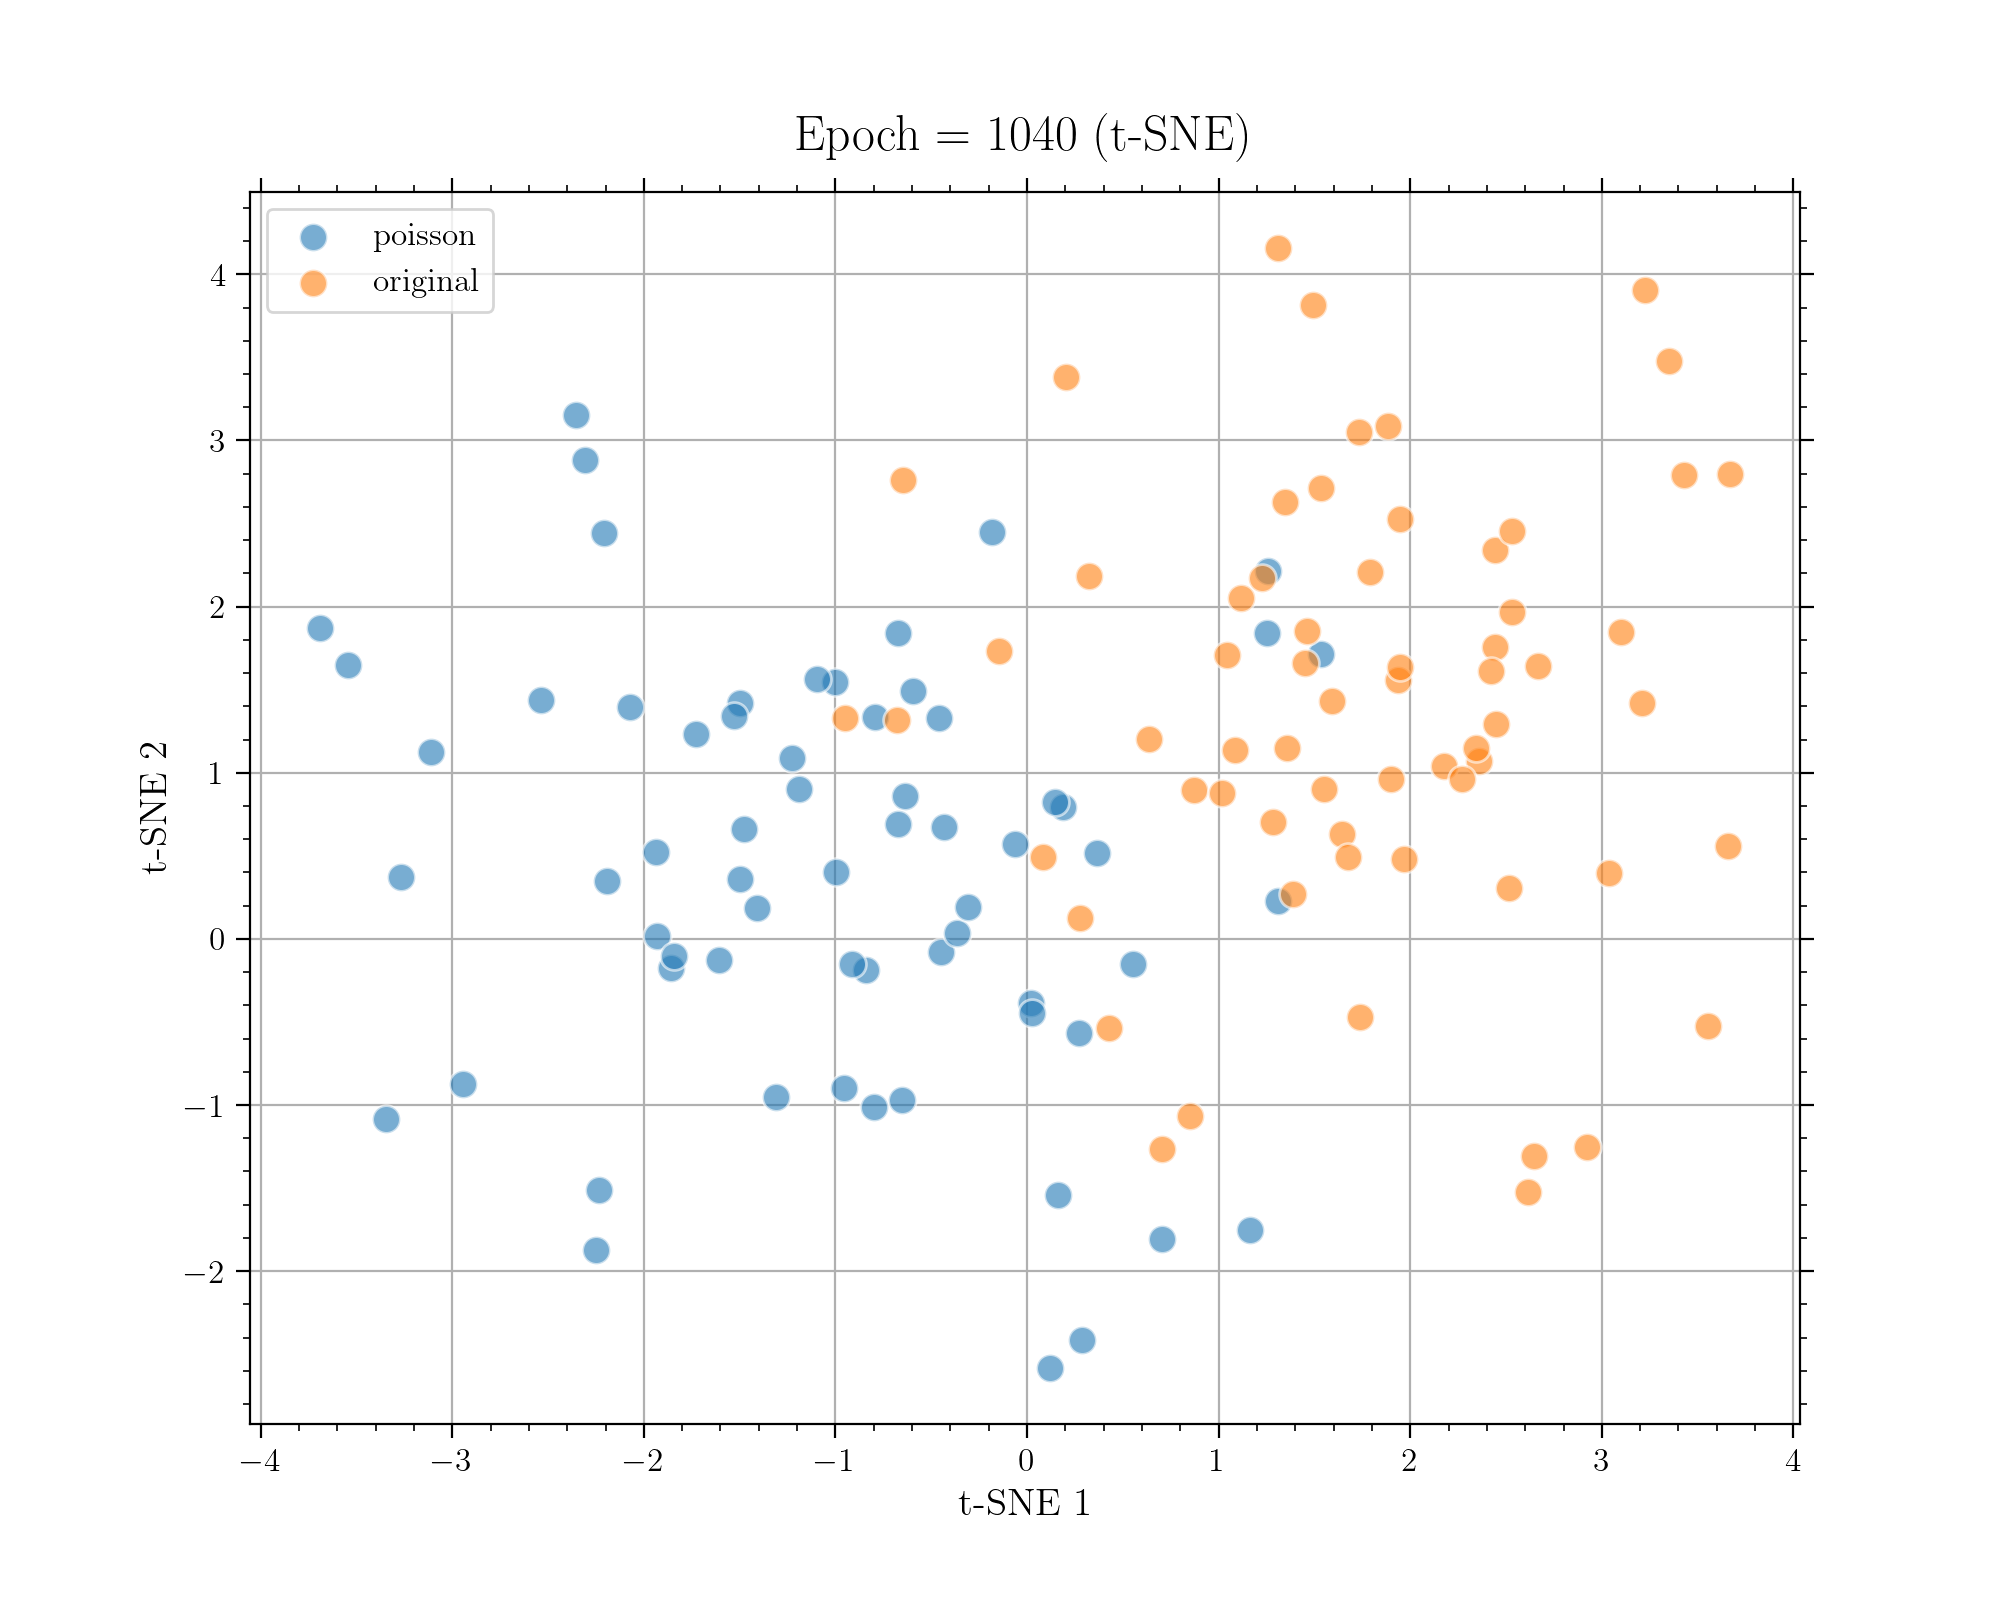 Epoch = 1040 (t-SNE)
poisson
original
4
3
2
1
0
−1
−2
t-SNE 2
−4 −3 −2 −1 0 1 2 3 4
t-SNE 1